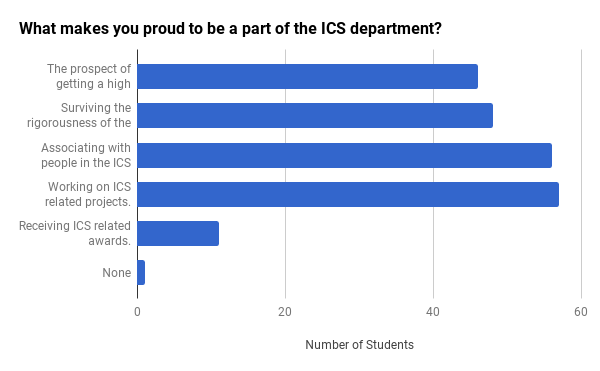 What makes you proud to be a part of the ICS department?
The prospect of
getting a high
Surviving the
rigorousness of the
Associating with
people in the ICS
Working on ICS
related projects.
Receiving ICS related
awards.
None
0
20
40
60
Number of Students